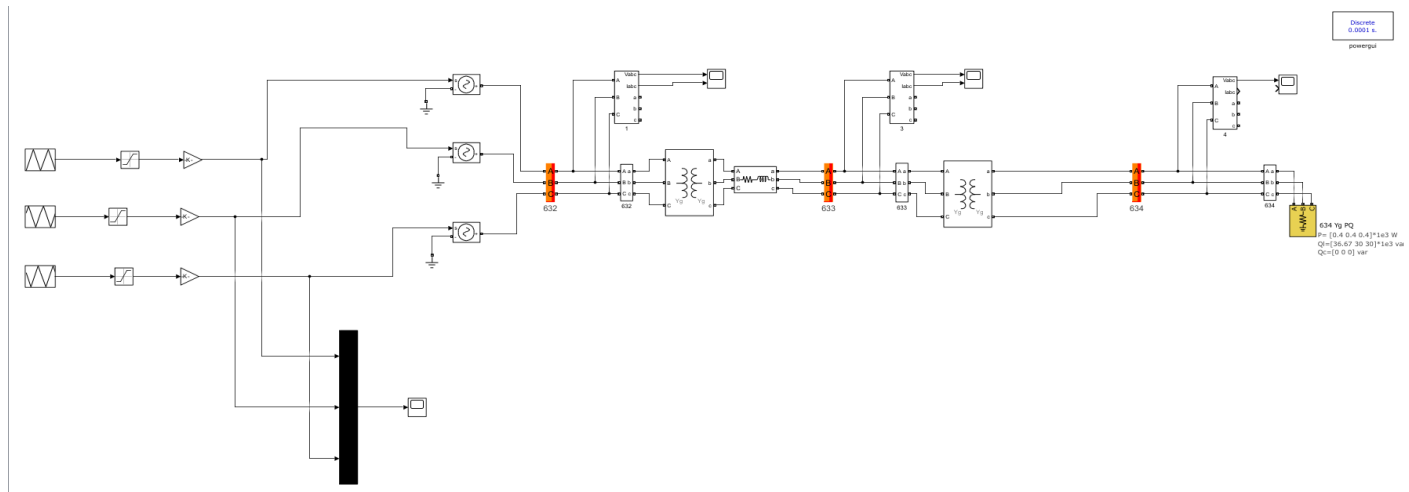 Discrete
0.0001 s.
powergui
Vabc
Iabc
A
B
C
a
b
c
1
Vabc
Iabc
A
B
C
a
b
c
3
Vabc
Iabc
A
B
C
a
b
c
4
s
+
-
s
+
-
s
+
-
-K-
-K-
-K-
A
B
C
632
A a
B b
C c
632
A
B
C
a
b
c
Yg Yg
A
B
C
a
b
c
A
B
C
633
A a
B b
C c
633
A
B
C
a
b
c
Yg Yg
A
B
C
634
A a
B b
C c
634
A
B
C
634 Yg PQ
P= [0.4 0.4 0.4]*1e3 W
Ql=[36.67 30 30]*1e3 var
Qc=[0 0 0] var